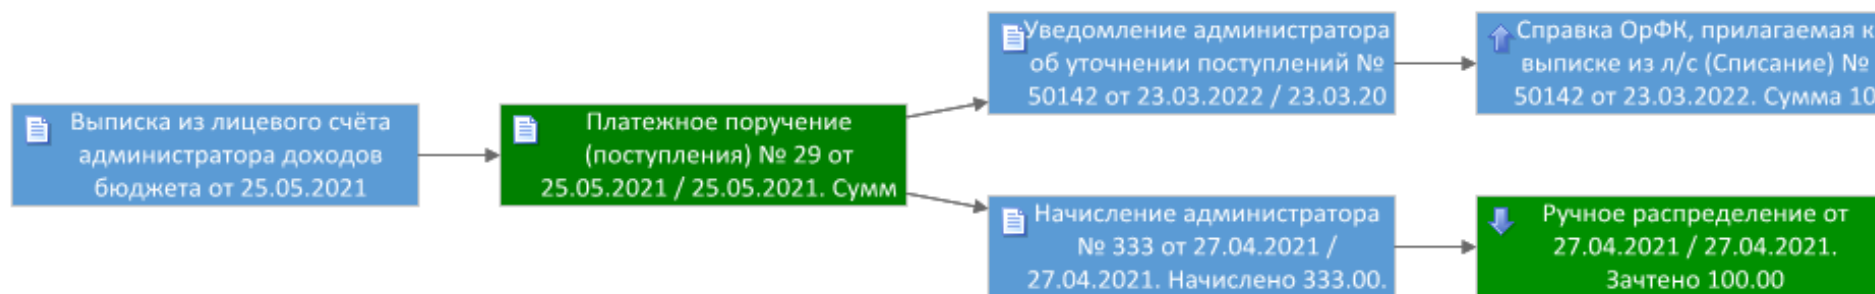 Выписка из лицевого счёта
администратора доходов
бюджета от 25.05.2021
Платежное поручение
(поступления) № 29 от
25.05.2021 / 25.05.2021. Сумм
Уведомление администратора
об уточнении поступлений №
50142 от 23.03.2022 / 23.03.20
Справка ОрФК, прилагаемая к
выписке из л/с (Списание) №
50142 от 23.03.2022. Сумма 10
Начисление администратора
№ 333 от 27.04.2021 /
27.04.2021. Начислено 333.00.
Ручное распределение от
27.04.2021 / 27.04.2021.
Зачтено 100.00